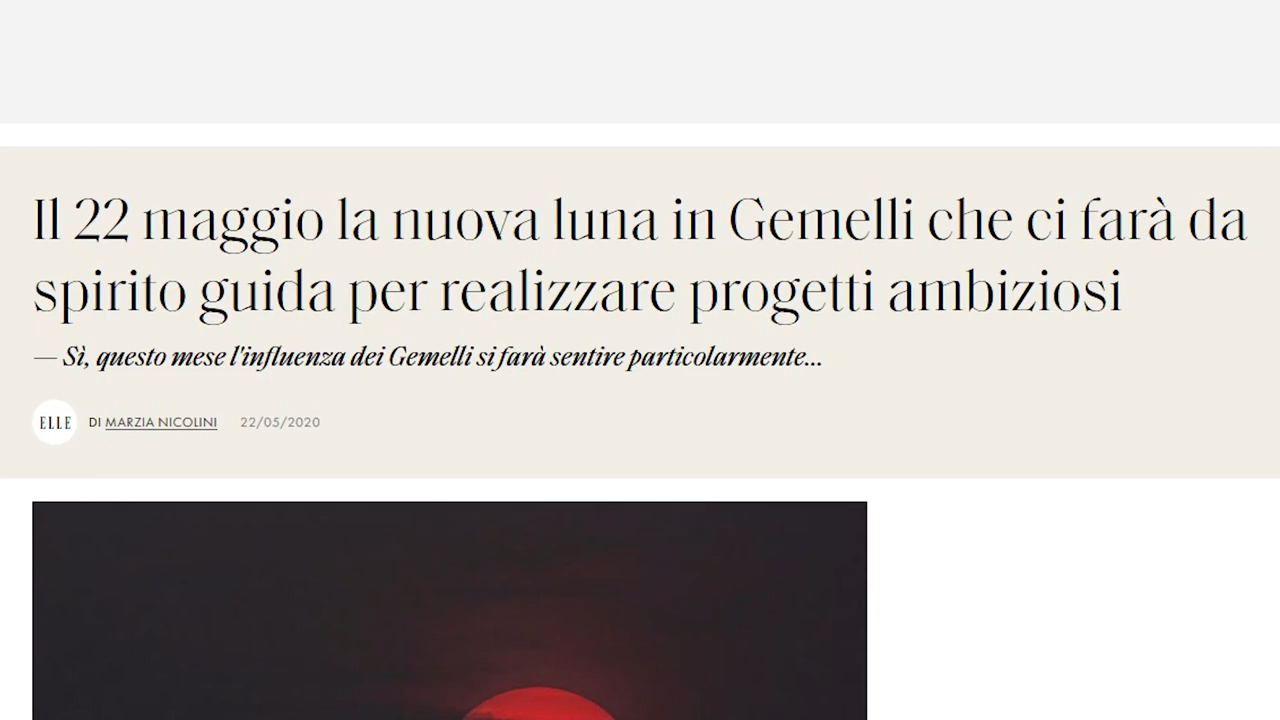 Il 22 maggio la nuova luna in Gemelli che ci farà da
spirito guida per realizzare progetti ambiziosi
— Sì, questo mese l'influenza dei Gemelli si farà sentire particolarmente...
ELLE DI MARZIA NICOLINI 22/05/2020